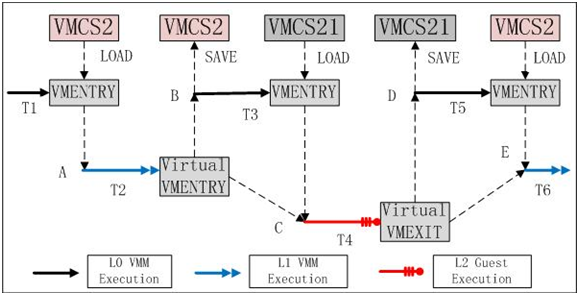 VMCS2 VMCS2 VMCS21 VMCS21 VMCS2
LOAD SAVE LOAD SAVE LOAD
VMENTRY B VMENTRY D VMENTRY
T1 T3 T5
A Virtual E
T2 VMENTRY T6
C Virtual
T4 VMEXIT
L0 VMM L1 VMM L2 Guest
Execution Execution Execution